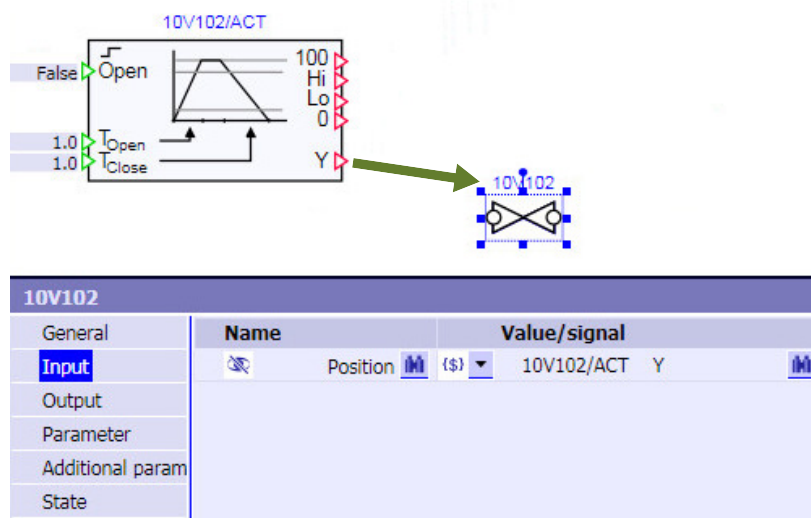 10V102/ACT
False Open 100
Hi
Lo
0
1.0 TOpen
1.0 TClose Y
10V102
10V102
General Name Value/signal
Input Position {$} 10V102/ACT Y
Output
Parameter
Additional param
State